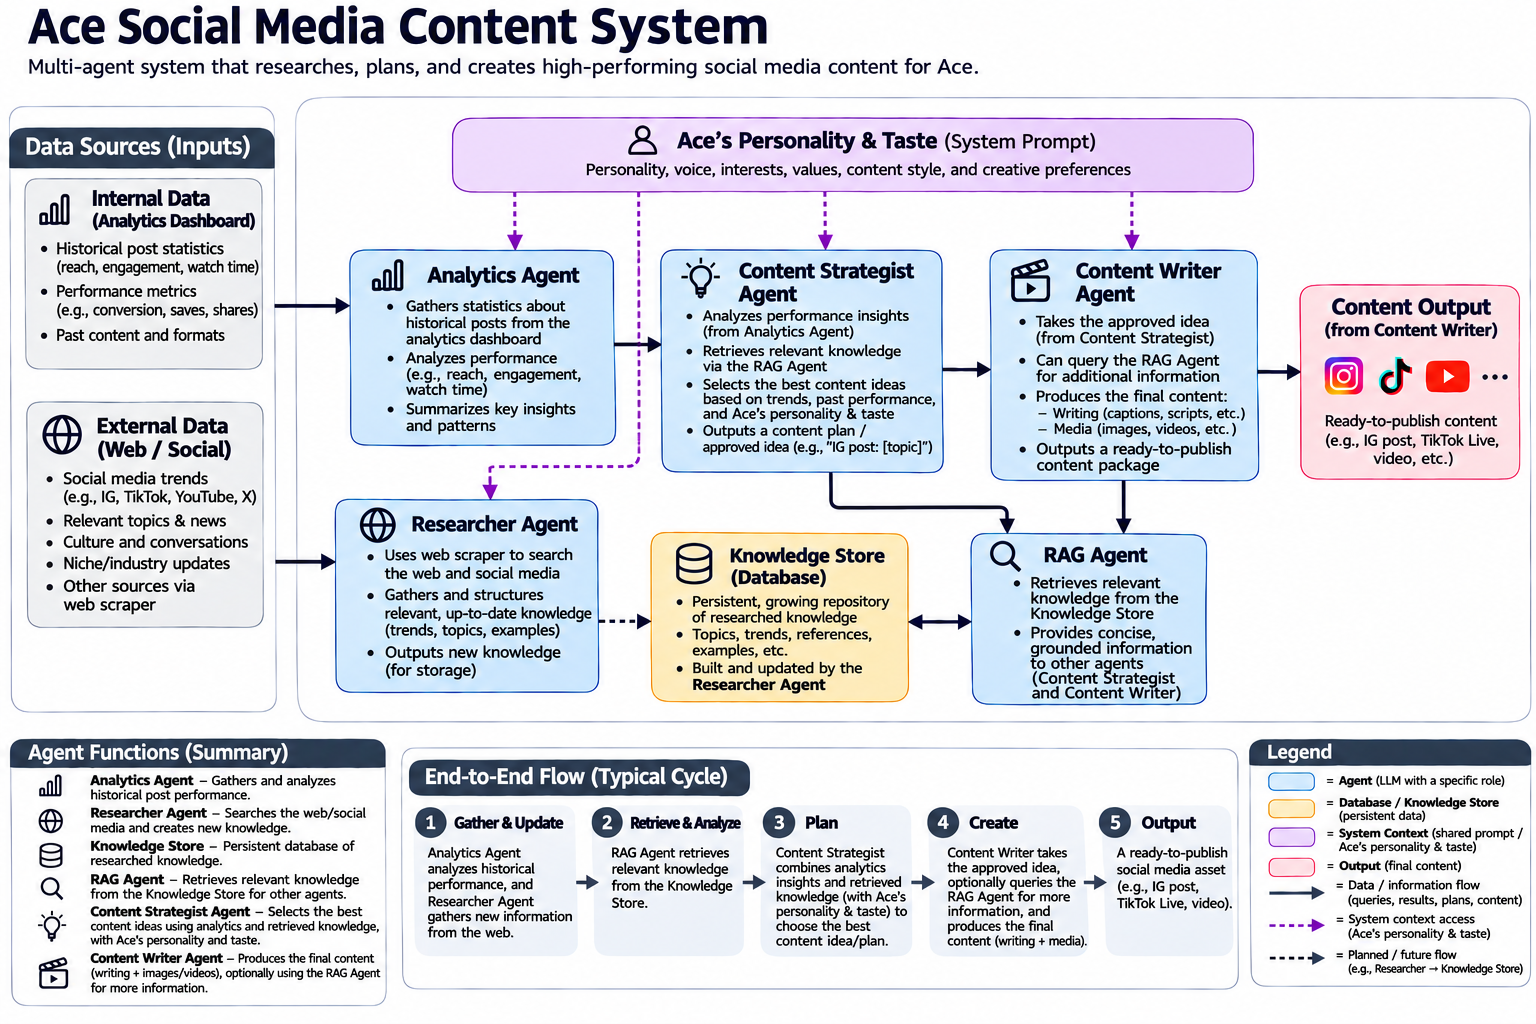 Ace Social Media Content System
Multi-agent system that researches, plans, and creates high-performing social media content for Ace.
Data Sources (Inputs)
Internal Data
(Analytics Dashboard)
• Historical post statistics
(reach, engagement, watch time)
• Performance metrics
(e.g., conversion, saves, shares)
• Past content and formats
External Data
(Web / Social)
• Social media trends
(e.g., IG, TikTok, YouTube, X)
• Relevant topics & news
• Culture and conversations
• Niche/industry updates
• Other sources via
web scraper
Ace's Personality & Taste (System Prompt)
Personality, voice, interests, values, content style, and creative preferences
Analytics Agent
• Gathers statistics about
historical posts from the
analytics dashboard
• Analyzes performance
(e.g., reach, engagement,
watch time)
• Summarizes key insights
and patterns
Content Strategist
Agent
• Analyzes performance insights
(from Analytics Agent)
• Retrieves relevant knowledge
via the RAG Agent
• Selects the best content ideas
based on trends, past performance,
and Ace's personality & taste
• Outputs a content plan /
approved idea (e.g., "IG post: [topic]")
Content Writer
Agent
• Takes the approved idea
(from Content Strategist)
• Can query the RAG Agent
for additional information
• Produces the final content:
– Writing (captions, scripts, etc.)
– Media (images, videos, etc.)
• Outputs a ready-to-publish
content package
Content Output
(from Content Writer)
Ready-to-publish content
(e.g., IG post, TikTok Live,
video, etc.)
Researcher Agent
• Uses web scraper to search
the web and social media
• Gathers and structures
relevant, up-to-date knowledge
(trends, topics, examples)
• Outputs new knowledge
(for storage)
Knowledge Store
(Database)
• Persistent, growing repository
of researched knowledge
• Topics, trends, references,
examples, etc.
• Built and updated by the
Researcher Agent
RAG Agent
• Retrieves relevant
knowledge from the
Knowledge Store
• Provides concise,
grounded information
to other agents
(Content Strategist
and Content Writer)
Agent Functions (Summary)
Analytics Agent – Gathers and analyzes
historical post performance.
Researcher Agent – Searches the web/social
media and creates new knowledge.
Knowledge Store – Persistent database of
researched knowledge.
RAG Agent – Retrieves relevant knowledge
from the Knowledge Store for other agents.
Content Strategist Agent – Selects the best
content ideas using analytics and retrieved knowledge,
with Ace's personality and taste.
Content Writer Agent – Produces the final content
(writing + images/videos), optionally using the RAG Agent
for more information.
End-to-End Flow (Typical Cycle)
1 Gather & Update
Analytics Agent
analyzes historical
performance, and
Researcher Agent
gathers new information
from the web.
2 Retrieve & Analyze
RAG Agent retrieves
relevant knowledge
from the Knowledge
Store.
3 Plan
Content Strategist
combines analytics
insights and retrieved
knowledge (with Ace's
personality & taste) to
choose the best
content idea/plan.
4 Create
Content Writer takes
the approved idea,
optionally queries the
RAG Agent for more
information, and
produces the final
content (writing + media).
5 Output
A ready-to-publish
social media asset
(e.g., IG post,
TikTok Live, video).
Legend
= Agent (LLM with a specific role)
= Database / Knowledge Store
(persistent data)
= System Context (shared prompt /
Ace's personality & taste)
= Output (final content)
= Data / information flow
(queries, results, plans, content)
= System context access
(Ace's personality & taste)
= Planned / future flow
(e.g., Researcher → Knowledge Store)